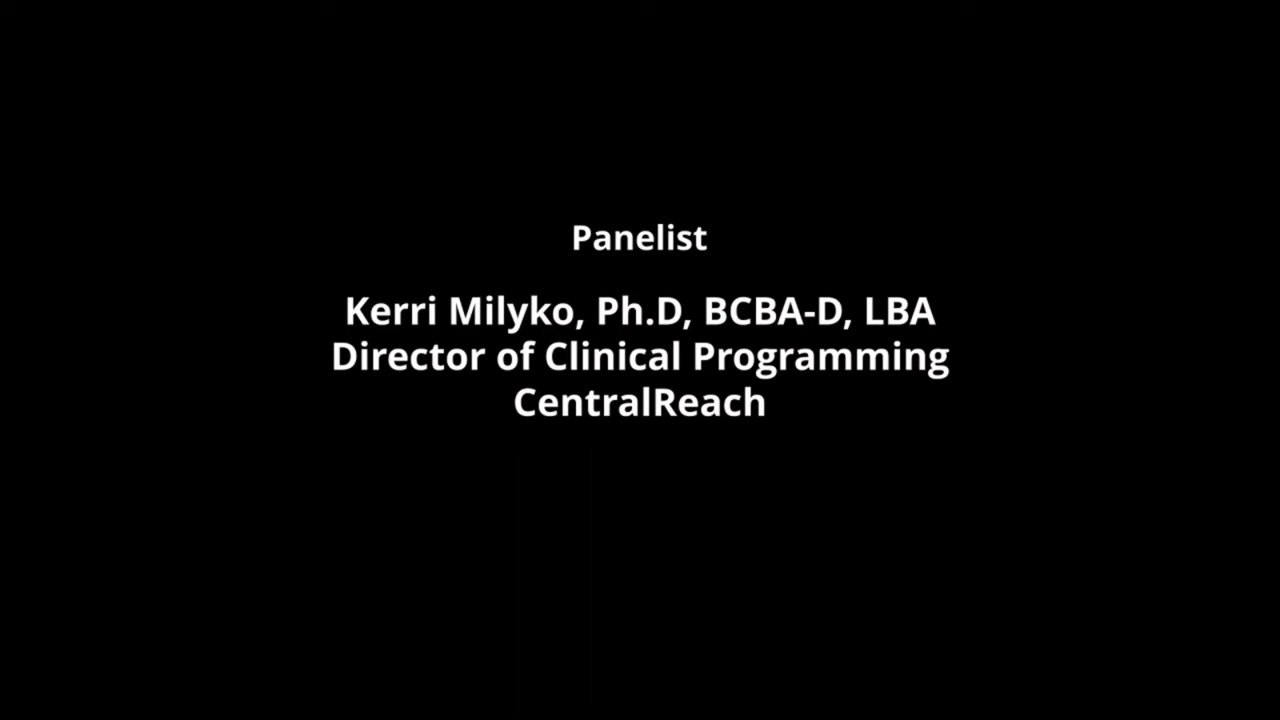 Panelist
Kerri Milyko, Ph.D, BCBA-D, LBA
Director of Clinical Programming
CentralReach